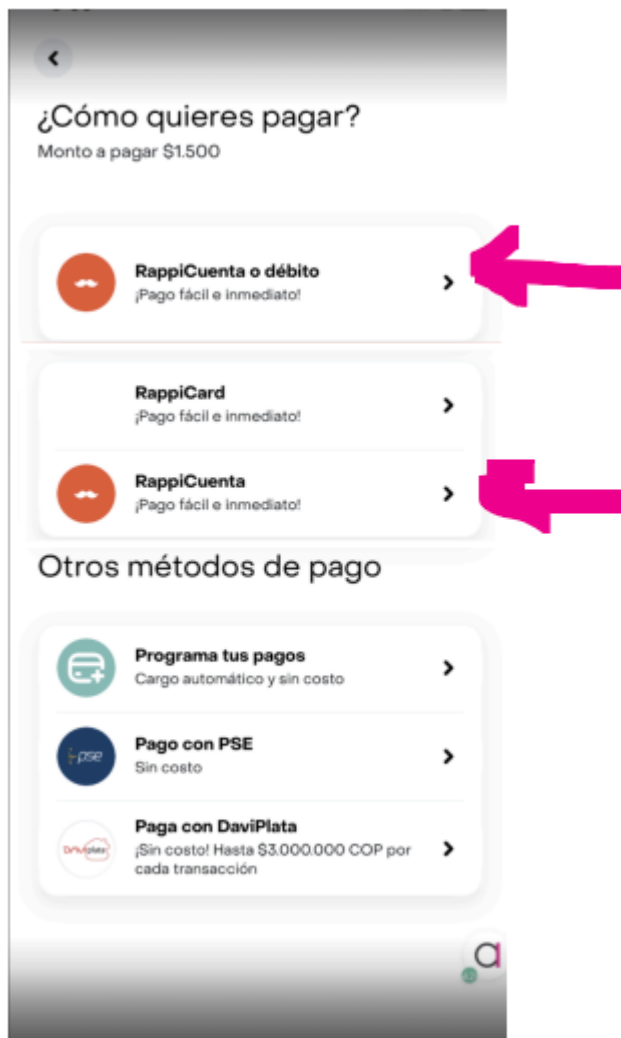 ¿Cómo quieres pagar?
Monto a pagar $1.500
RappiCuenta o débito
¡Pago fácil e inmediato!
RappiCard
¡Pago fácil e inmediato!
RappiCuenta
¡Pago fácil e inmediato!
Otros métodos de pago
Programa tus pagos
Cargo automático y sin costo
pse
Pago con PSE
Sin costo
DAVIplata
Paga con DaviPlata
¡Sin costo! Hasta $3.000.000 COP por
cada transacción
a